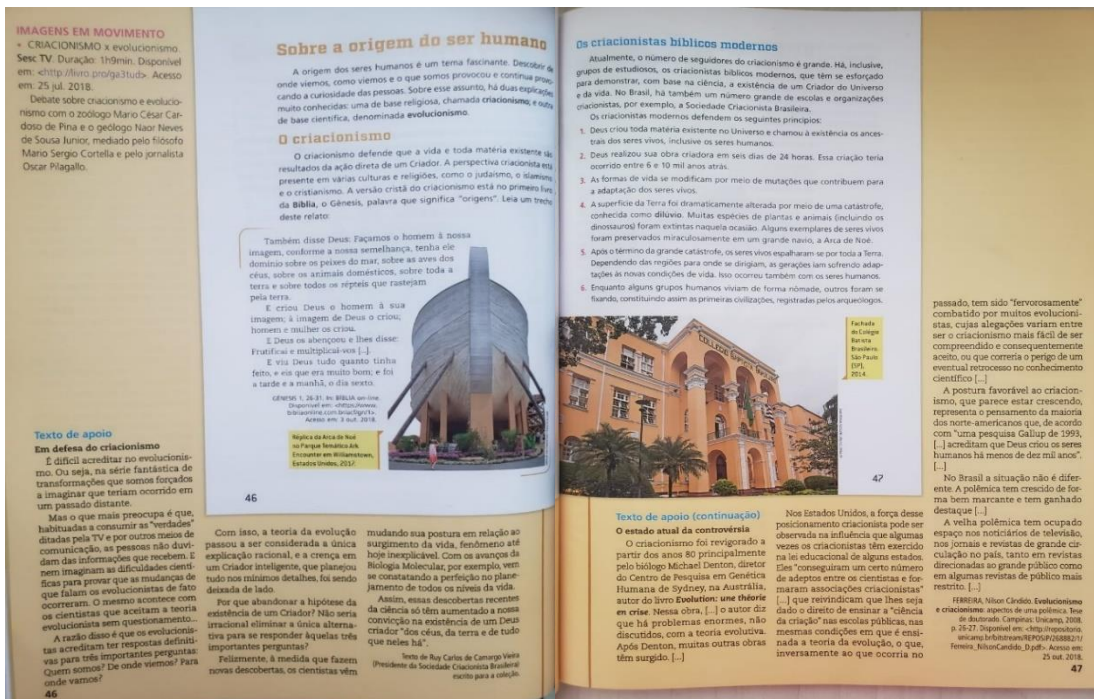 IMAGENS EM MOVIMENTO
• CRIACIONISMO x evolucionismo.
Sesc TV. Duração: 1h9min. Disponível
em: <http://livro.pro/ga3tud>. Acesso
em: 25 jul. 2018.
Debate sobre criacionismo e evolucio-
nismo com o zoólogo Mario César Car-
doso de Pina e o geólogo Naor Neves
de Sousa Junior, mediado pelo filósofo
Mario Sergio Cortella e pelo jornalista
Oscar Pilagallo.
Sobre a origem do ser humano
A origem dos seres humanos é um tema fascinante. Descobrir de
onde viemos, como viemos e o que somos provocou e continua provo-
cando a curiosidade das pessoas. Sobre esse assunto, há duas explicações
muito conhecidas: uma de base religiosa, chamada criacionismo; e outra
de base científica, denominada evolucionismo.
O criacionismo
O criacionismo defende que a vida e toda matéria existente são
resultados da ação direta de um Criador. A perspectiva criacionista está
presente em várias culturas e religiões, como o judaísmo, o islamismo
e o cristianismo. A versão cristã do criacionismo está no primeiro livro
da Bíblia, o Gênesis, palavra que significa "origens". Leia um trecho
deste relato:
Também disse Deus: Façamos o homem à nossa
imagem, conforme a nossa semelhança, tenha ele
domínio sobre os peixes do mar, sobre as aves dos
céus, sobre os animais domésticos, sobre toda a
terra e sobre todos os répteis que rastejam
pela terra.
E criou Deus o homem à sua
imagem; à imagem de Deus o criou;
homem e mulher os criou.
E Deus os abençoou e lhes disse:
Frutificai e multiplicai-vos [...].
E viu Deus tudo quanto tinha
feito, e eis que era muito bom; e foi
a tarde e a manhã, o dia sexto.
GÊNESIS 1, 26-31. In: BÍBLIA on-line.
Disponível em: <https://www.
bibliaonline.com.br/acf/gn/1>.
Acesso em: 3 out. 2018.
Réplica da Arca de Noé
no Parque Temático Ark
Encounter em Williamstown,
Estados Unidos, 2017.
46
Texto de apoio
Em defesa do criacionismo
É difícil acreditar no evolucionis-
mo. Ou seja, na série fantástica de
transformações que somos forçados
a imaginar que teriam ocorrido em
um passado distante.
Mas o que mais preocupa é que,
habituadas a consumir as "verdades"
ditadas pela TV e por outros meios de
comunicação, as pessoas não duvi-
dam das informações que recebem. E
nem imaginam as dificuldades cientí-
ficas para provar que as mudanças de
que falam os evolucionistas de fato
ocorreram. O mesmo acontece com
os cientistas que aceitam a teoria
evolucionista sem questionamento...
A razão disso é que os evolucionis-
tas acreditam ter respostas definiti-
vas para três importantes perguntas:
Quem somos? De onde viemos? Para
onde vamos?
46
Com isso, a teoria da evolução
passou a ser considerada a única
explicação racional, e a crença em
um Criador inteligente, que planejou
tudo nos mínimos detalhes, foi sendo
deixada de lado.
Por que abandonar a hipótese da
existência de um Criador? Não seria
irracional eliminar a única alterna-
tiva para se responder àquelas três
importantes perguntas?
Felizmente, à medida que fazem
novas descobertas, os cientistas vêm
mudando sua postura em relação ao
surgimento da vida, fenômeno até
hoje inexplicável. Com os avanços da
Biologia Molecular, por exemplo, vem
se constatando a perfeição no plane-
jamento de todos os níveis da vida.
Assim, essas descobertas recentes
da ciência só têm aumentado a nossa
convicção na existência de um Deus
criador "dos céus, da terra e de tudo
que neles há".
Texto de Ruy Carlos de Camargo Vieira
(Presidente da Sociedade Criacionista Brasileira)
escrito para a coleção.
Os criacionistas bíblicos modernos
Atualmente, o número de seguidores do criacionismo é grande. Há, inclusive,
grupos de estudiosos, os criacionistas bíblicos modernos, que têm se esforçado
para demonstrar, com base na ciência, a existência de um Criador do Universo
e da vida. No Brasil, há também um número grande de escolas e organizações
criacionistas, por exemplo, a Sociedade Criacionista Brasileira.
Os criacionistas modernos defendem os seguintes princípios:
1. Deus criou toda matéria existente no Universo e chamou à existência os ances-
trais dos seres vivos, inclusive os seres humanos.
2. Deus realizou sua obra criadora em seis dias de 24 horas. Essa criação teria
ocorrido entre 6 e 10 mil anos atrás.
3. As formas de vida se modificam por meio de mutações que contribuem para
a adaptação dos seres vivos.
4. A superfície da Terra foi dramaticamente alterada por meio de uma catástrofe,
conhecida como dilúvio. Muitas espécies de plantas e animais (incluindo os
dinossauros) foram extintas naquela ocasião. Alguns exemplares de seres vivos
foram preservados miraculosamente em um grande navio, a Arca de Noé.
5. Após o término da grande catástrofe, os seres vivos espalharam se por toda a Terra.
Dependendo das regiões para onde se dirigiam, as gerações iam sofrendo adap-
tações às novas condições de vida. Isso ocorreu também com os seres humanos.
6. Enquanto alguns grupos humanos viviam de forma nômade, outros foram se
fixando, constituindo assim as primeiras civilizações, registradas pelos arqueólogos.
COLLEGIO BAPTISTA
Fachada
do Colégio
Batista
Brasileiro.
São Paulo
(SP),
2014.
47
Texto de apoio (continuação)
O estado atual da controvérsia
O criacionismo foi revigorado a
partir dos anos 80 principalmente
pelo biólogo Michael Denton, diretor
do Centro de Pesquisa em Genética
Humana de Sydney, na Austrália,
autor do livro Evolution: une théorie
en crise. Nessa obra, [...] o autor diz
que há problemas enormes, não
discutidos, com a teoria evolutiva.
Após Denton, muitas outras obras
têm surgido. [...]
Nos Estados Unidos, a força desse
posicionamento criacionista pode ser
observada na influência que algumas
vezes os criacionistas têm exercido
na lei educacional de alguns estados.
Eles "conseguiram um certo número
de adeptos entre os cientistas e for-
maram associações criacionistas"
[...] que reivindicam que lhes seja
dado o direito de ensinar a "ciência
da criação" nas escolas públicas, nas
mesmas condições em que é ensi-
nada a teoria da evolução, o que,
inversamente ao que ocorria no
passado, tem sido "fervorosamente"
combatido por muitos evolucionis-
tas, cujas alegações variam entre
ser o criacionismo mais fácil de ser
compreendido e consequentemente
aceito, ou que correria o perigo de um
eventual retrocesso no conhecimento
científico [...]
A postura favorável ao criacion-
ismo, que parece estar crescendo,
representa o pensamento da maioria
dos norte-americanos que, de acordo
com "uma pesquisa Gallup de 1993,
[...] acreditam que Deus criou os seres
humanos há menos de dez mil anos".
[...]
No Brasil a situação não é difer-
ente. A polêmica tem crescido de for-
ma bem marcante e tem ganhado
destaque [...]
A velha polêmica tem ocupado
espaço nos noticiários de televisão,
nos jornais e revistas de grande cir-
culação no país, tanto em revistas
direcionadas ao grande público como
em algumas revistas de público mais
restrito. [...]
FERREIRA, Nilson Cândido. Evolucionismo
e criacionismo: aspectos de uma polêmica. Tese
de doutorado. Campinas: Unicamp, 2008.
p. 26-27. Disponível em: <http://repositorio.
unicamp.br/bitstream/REPOSIP/268882/1/
Ferreira_NilsonCandido_D.pdf>. Acesso em:
25 out. 2018.
47